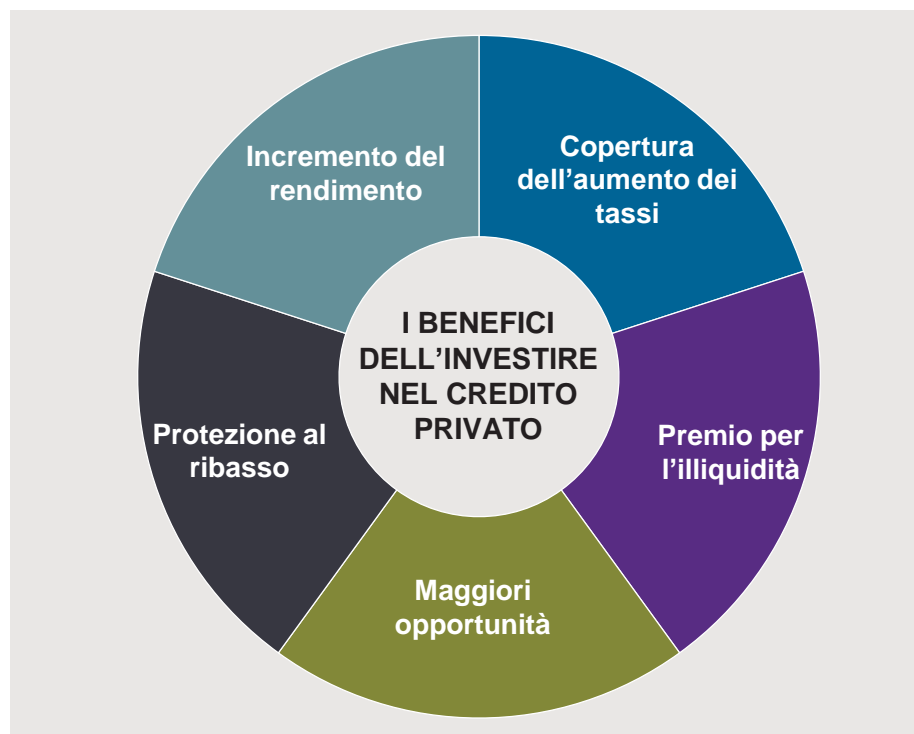 I BENEFICI
DELL’INVESTIRE
NEL CREDITO
PRIVATO
Copertura
dell’aumento dei
tassi
Premio per
l’illiquidità
Maggiori
opportunità
Protezione al
ribasso
Incremento del
rendimento